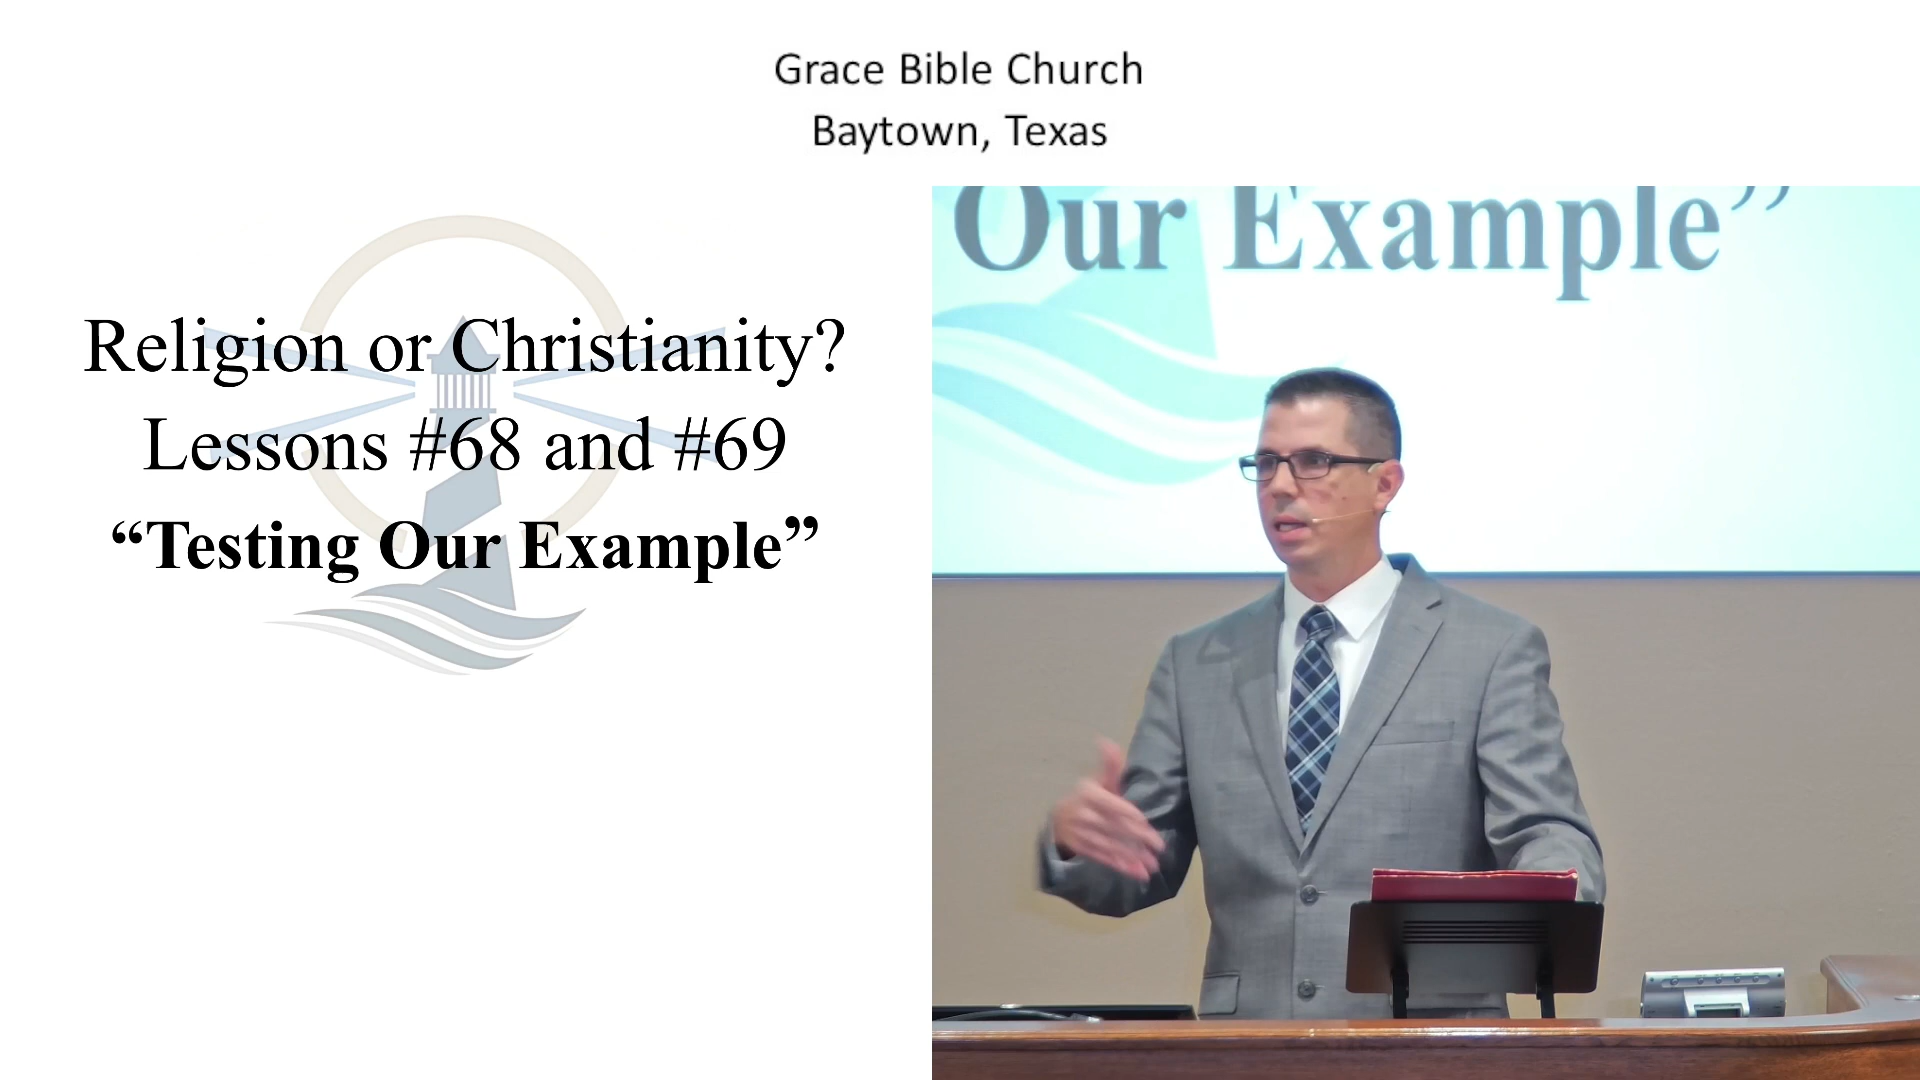 Grace Bible Church
Baytown, Texas
Religion or Christianity?
Lessons #68 and #69
“Testing Our Example”
Our Example”